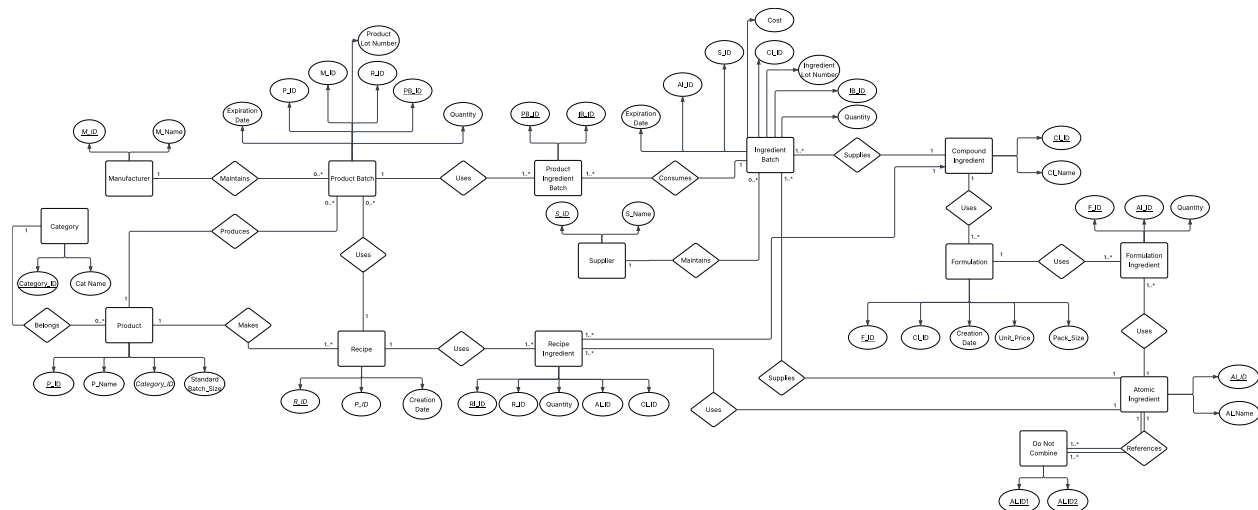 Cost
Product
Lot Number
S_ID
CI_ID
M_ID
R_ID
Ingredient
Lot Number
P_ID
PB_ID
AI_ID
IB_ID
Expiration
Date
Quantity
PB_ID
IB_ID
Expiration
Date
Quantity
M_ID
M_Name
CI_ID
Manufacturer
1
Maintains
0..*
Product Batch
1
Uses
1..*
Product
Ingredient
Batch
1..*
Consumes
1
Ingredient
Batch
1..*
Supplies
1
Compound
Ingredient
CI_Name
0..*
0..*
0..*
1..*
1
1
S_ID
S_Name
F_ID
AI_ID
Quantity
1
Category
Produces
Uses
Uses
Supplier
1
Maintains
1..*
Formulation
1
Uses
1..*
Formulation
Ingredient
Category_ID
Cat Name
1..*
1
1
Belongs
0..*
Product
1
Makes
1..*
Recipe
1
Uses
1..*
Recipe
Ingredient
1..*
1..*
F_ID
CI_ID
Creation
Date
Unit_Price
Pack_Size
Uses
P_ID
P_Name
Category_ID
Standard
Batch_Size
R_ID
P_ID
Creation
Date
RI_ID
R_ID
Quantity
AI_ID
CI_ID
Supplies
1
1
Uses
1
Atomic
Ingredient
AI_ID
AI_Name
1
1
Do Not
Combine
1..*
1..*
References
AI_ID1
AI_ID2